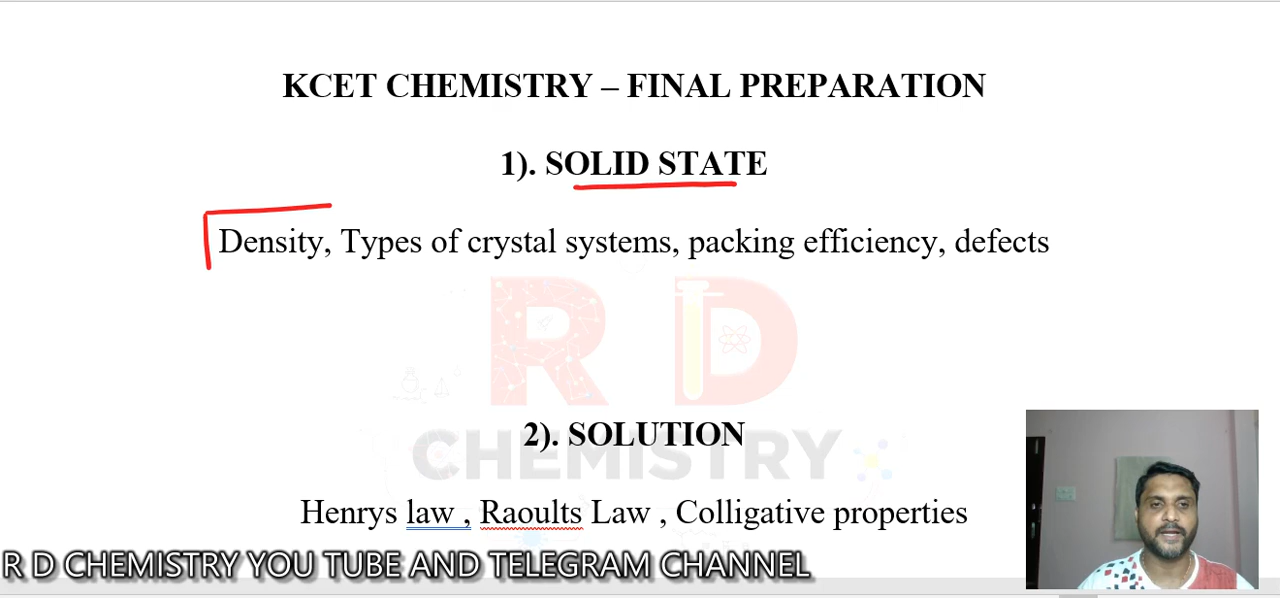 KCET CHEMISTRY – FINAL PREPARATION
1). SOLID STATE
Density, Types of crystal systems, packing efficiency, defects
R D
CHEMISTRY
2). SOLUTION
Henrys law , Raoults Law , Colligative properties
R D CHEMISTRY YOU TUBE AND TELEGRAM CHANNEL